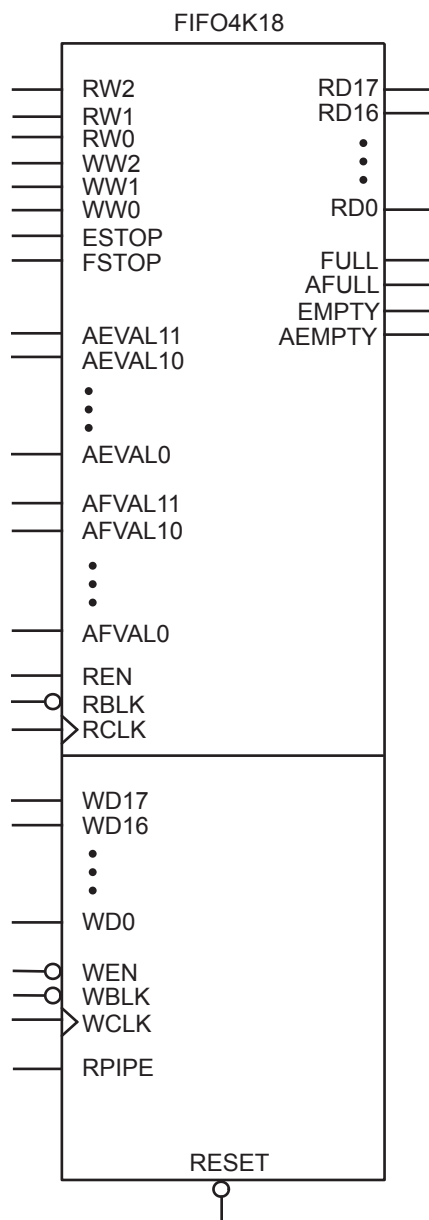 FIFO4K18
RW2
RW1
RW0
WW2
WW1
WW0
ESTOP
FSTOP
AEVAL11
AEVAL10
AEVAL0
AFVAL11
AFVAL10
AFVAL0
REN
RBLK
RCLK
RD17
RD16
RD0
FULL
AFULL
EMPTY
AEMPTY
WD17
WD16
WD0
WEN
WBLK
WCLK
RPIPE
RESET